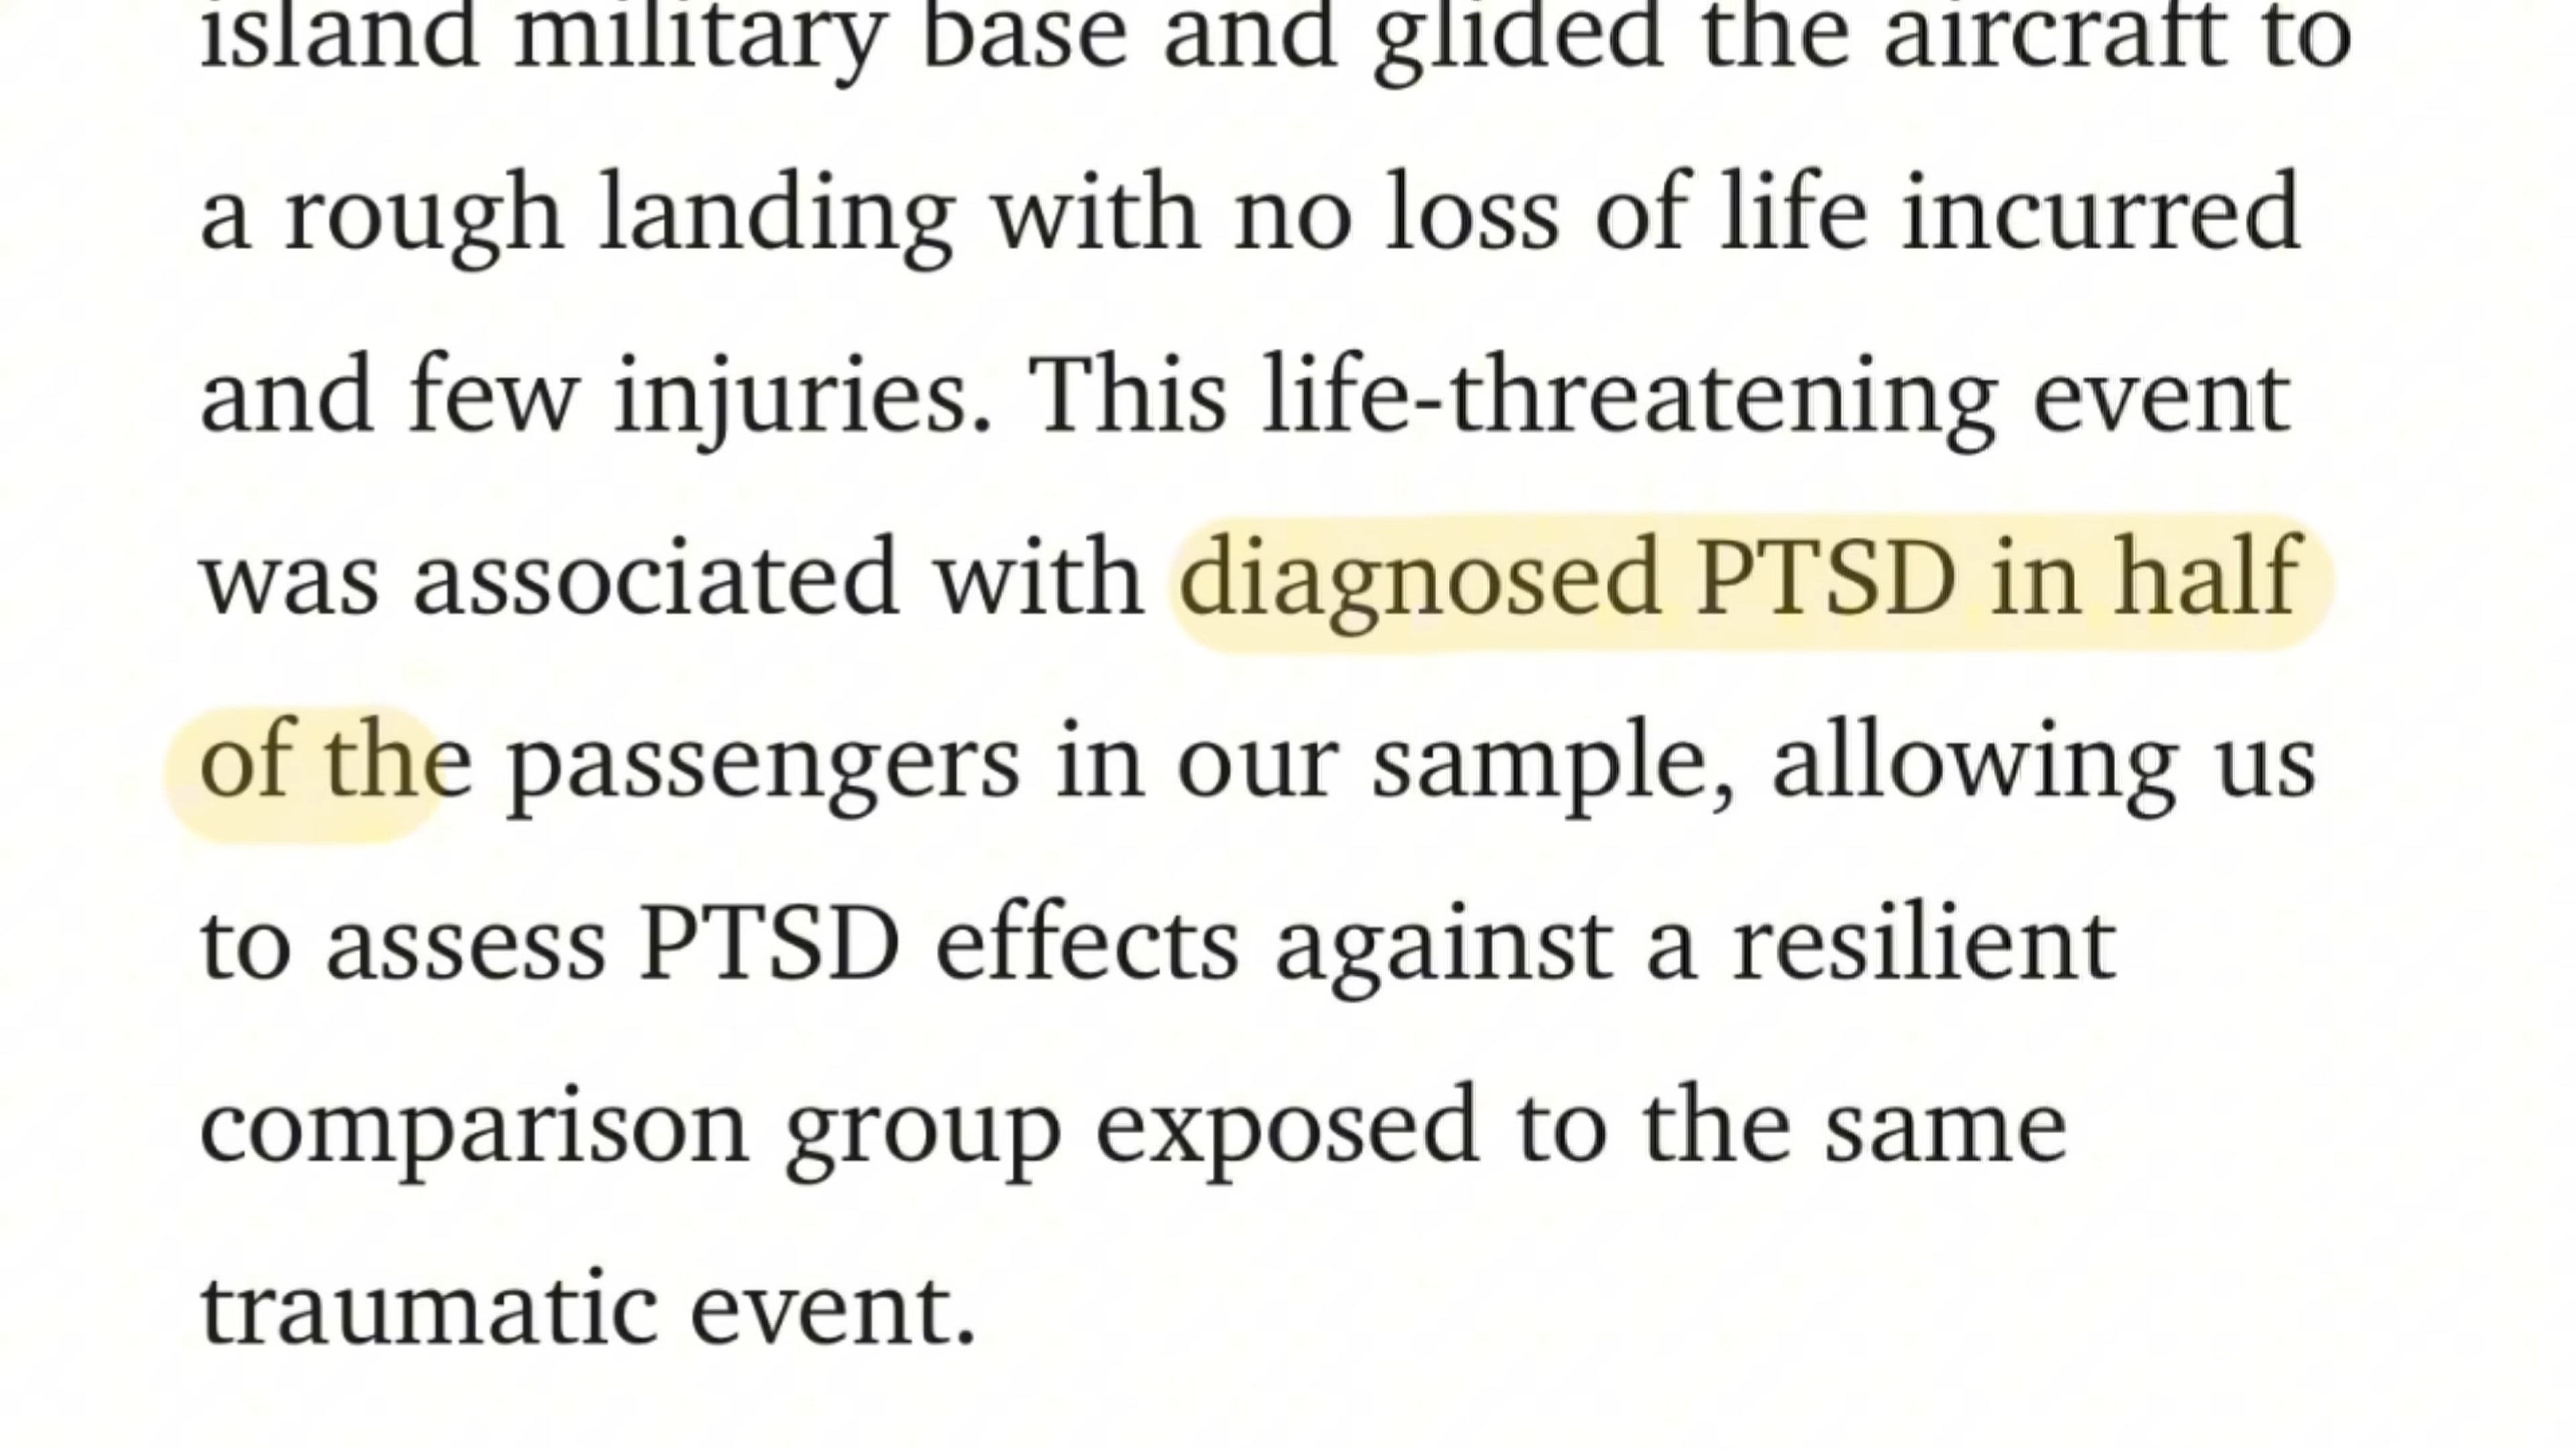 island military base and glided the aircraft to
a rough landing with no loss of life incurred
and few injuries. This life-threatening event
was associated with diagnosed PTSD in half
of the passengers in our sample, allowing us
to assess PTSD effects against a resilient
comparison group exposed to the same
traumatic event.